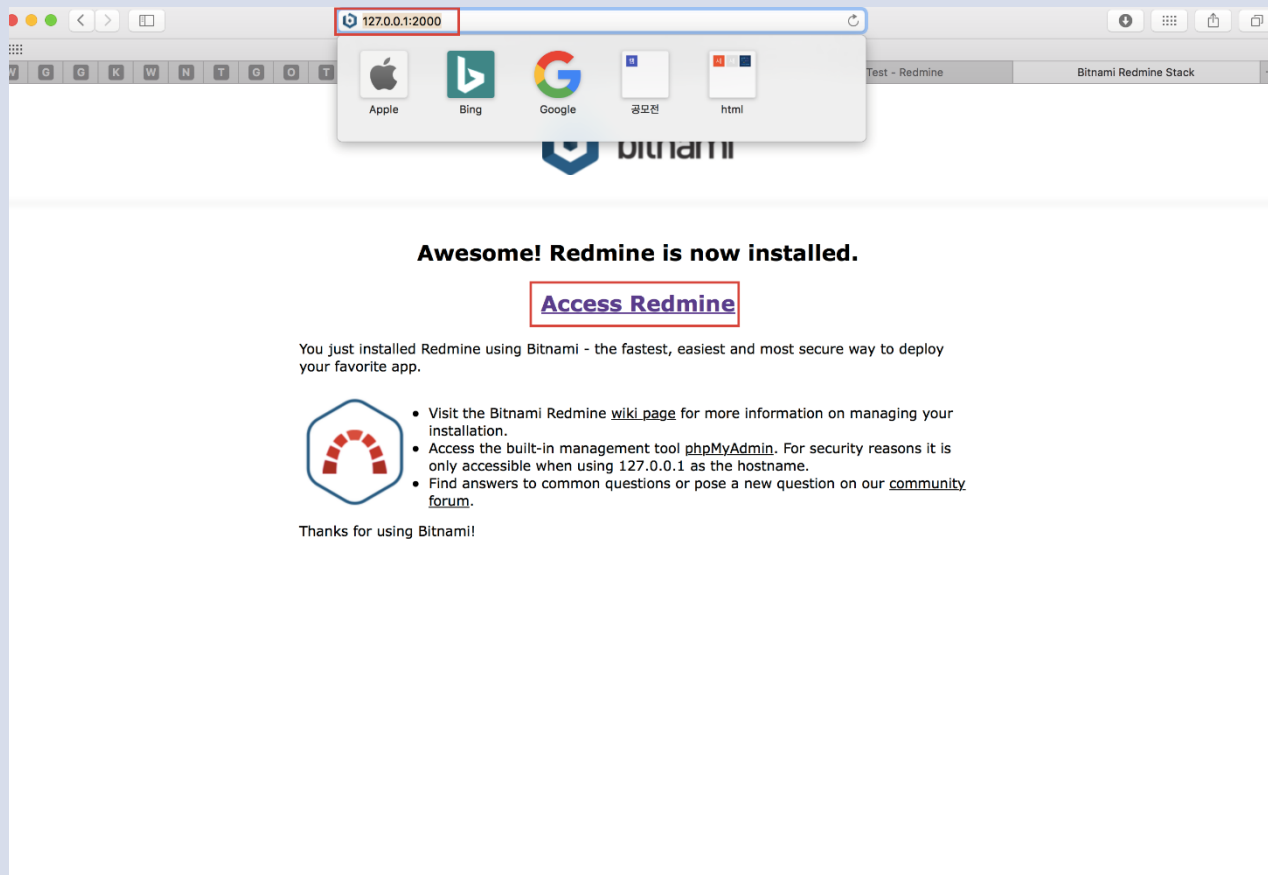 127.0.0.1:2000
Apple
Bing
Google
공모전
html
W G G K W N T G O T
Test - Redmine
Bitnami Redmine Stack
bitnami
Awesome! Redmine is now installed.
Access Redmine
You just installed Redmine using Bitnami - the fastest, easiest and most secure way to deploy
your favorite app.
Visit the Bitnami Redmine wiki page for more information on managing your
installation.
Access the built-in management tool phpMyAdmin. For security reasons it is
only accessible when using 127.0.0.1 as the hostname.
Find answers to common questions or pose a new question on our community
forum.
Thanks for using Bitnami!